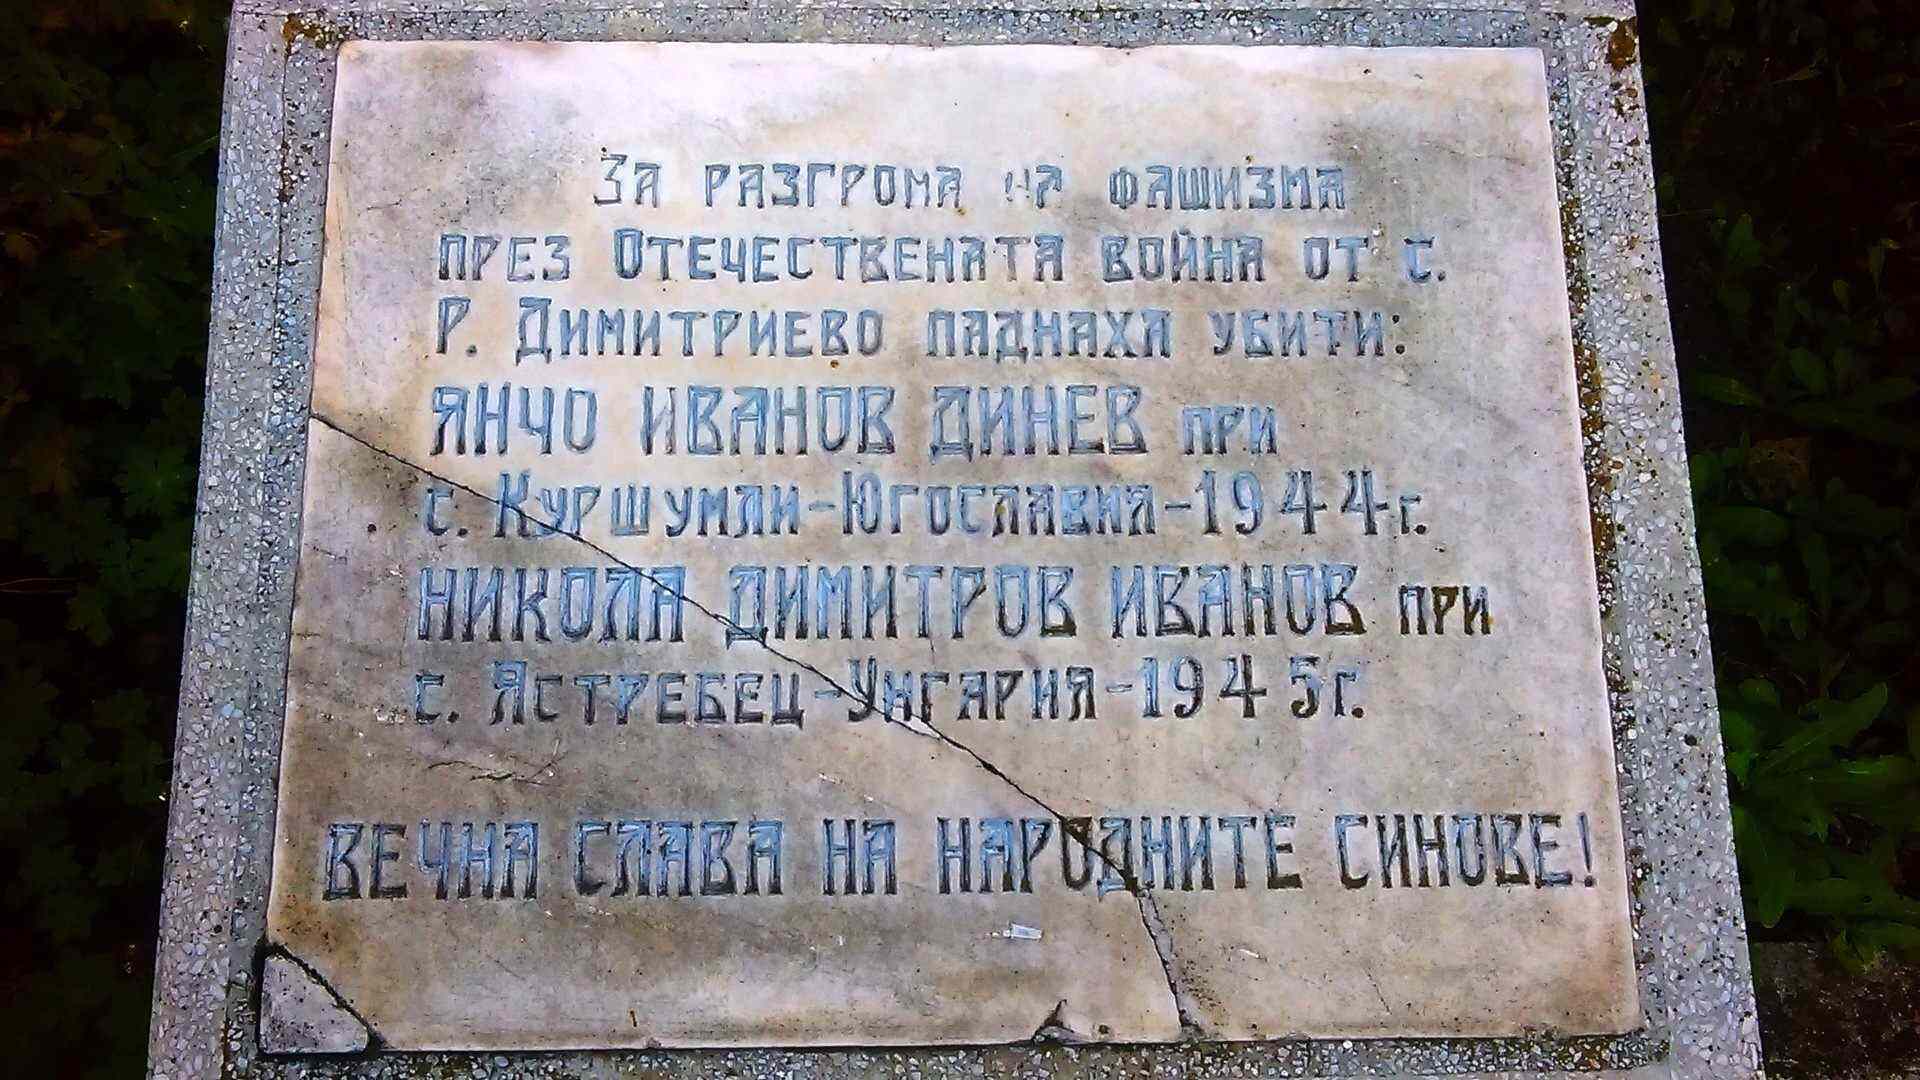 За разгрома на фашизма
през Отечествената война от с.
Р. Димитриево паднаха убити:
ЯНЧО ИВАНОВ ДИНЕВ при
с. Куршумли-Югославия-1944г.
НИКОЛА ДИМИТРОВ ИВАНОВ при
с. Ястребец-Унгария-1945г.
ВЕЧНА СЛАВА НА НАРОДНИТЕ СИНОВЕ!